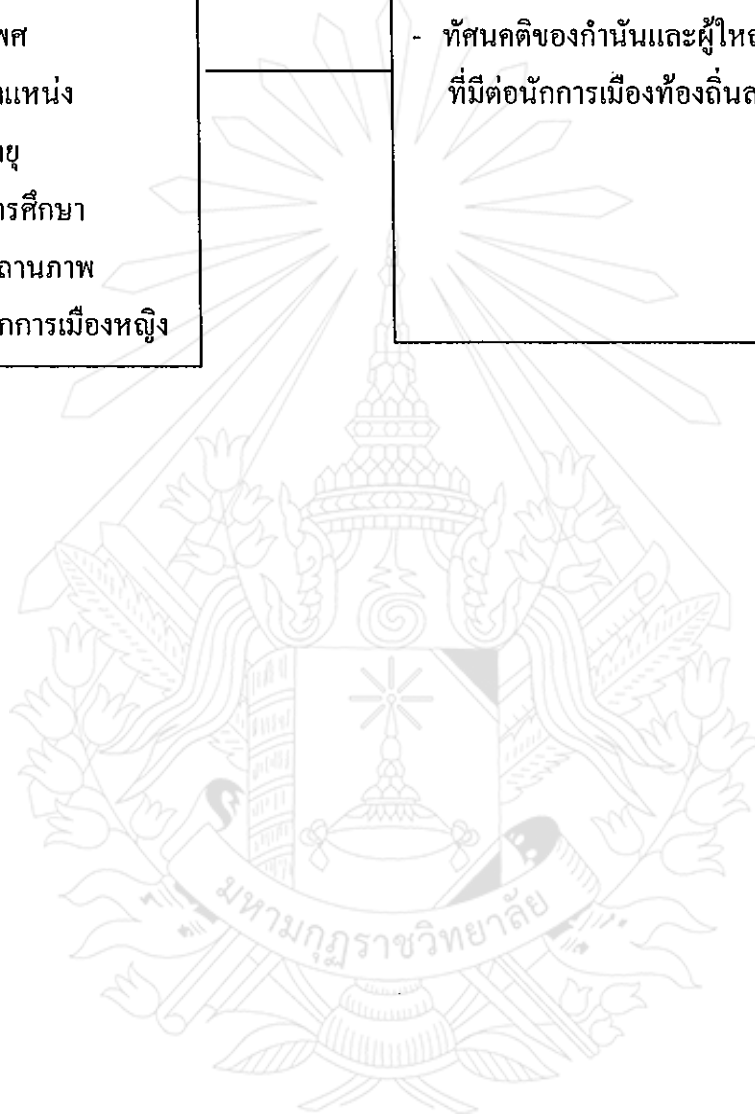 พศ
แหน่ง
ยุ
ารศึกษา
ถานภาพ
กการเมืองหญิง
- ทัศนคติของกำนันและผู้ให
ที่มีต่อนักการเมืองท้องถิ่นส
มหามกุฏราชวิทยาลัย